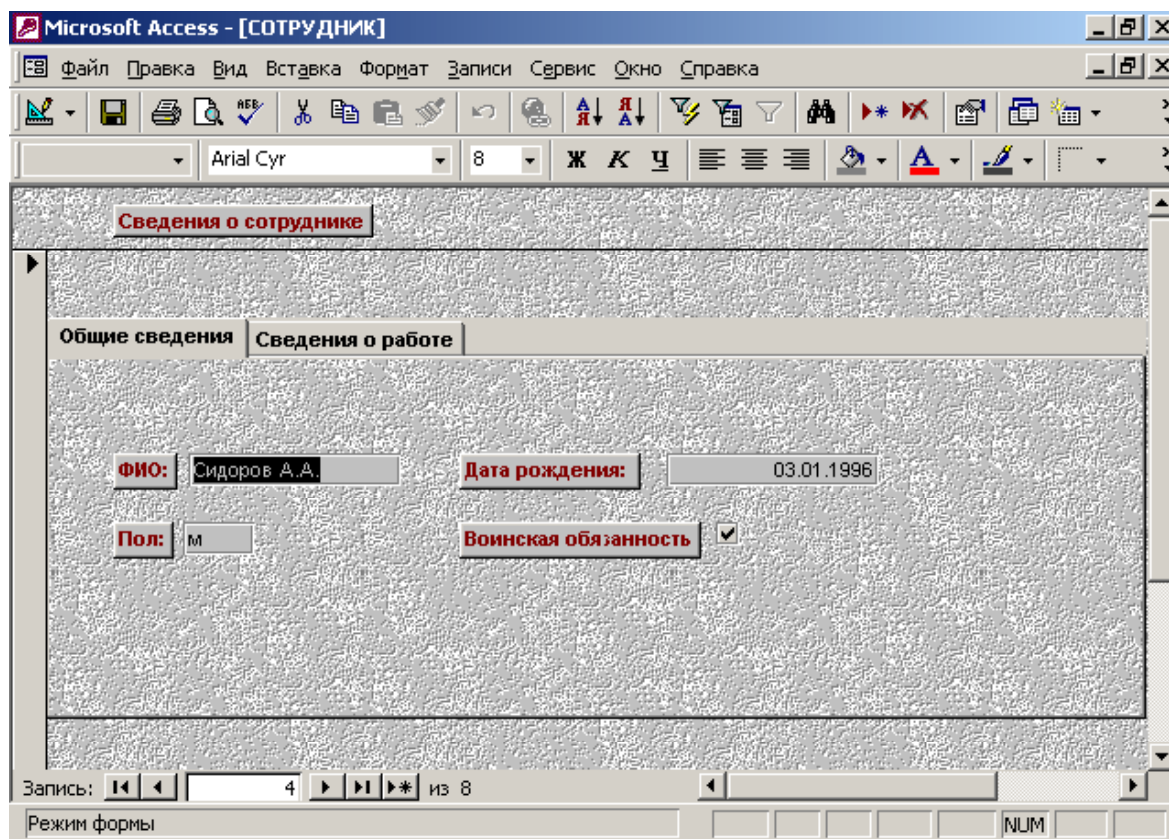 Microsoft Access - [СОТРУДНИК]
Файл Правка Вид Вставка Формат Записи Сервис Окно Справка
Arial Cyr 8 Ж К Ч
Сведения о сотруднике
Общие сведения Сведения о работе
ФИО: Сидоров А.А. Дата рождения: 03.01.1996
Пол: м Воинская обязанность
Запись: 4 из 8
Режим формы NUM